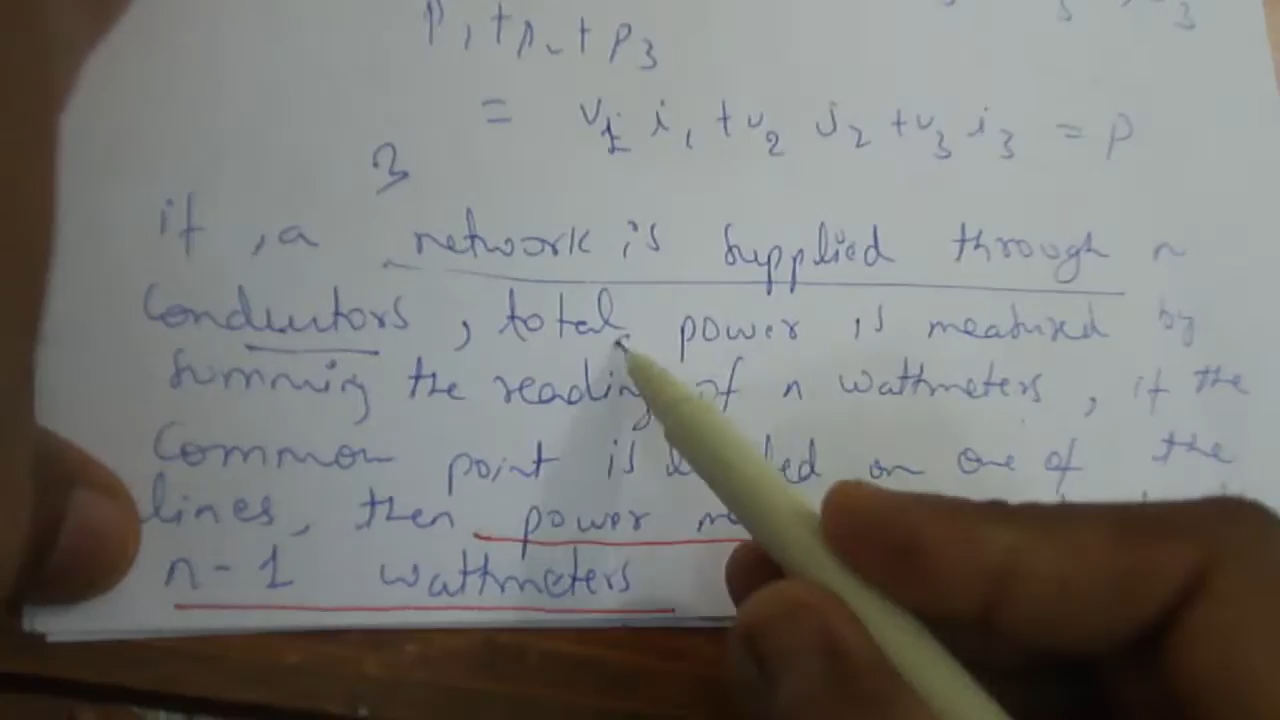 P1 + P2 + P3
= v1 i1 + v2 i2 + v3 i3 = P
3
if , a network is supplied through n
conductors , total power is measured by
summing the reading of n wattmeters , if the
common point is on one of the
lines, then power
n - 1 wattmeters